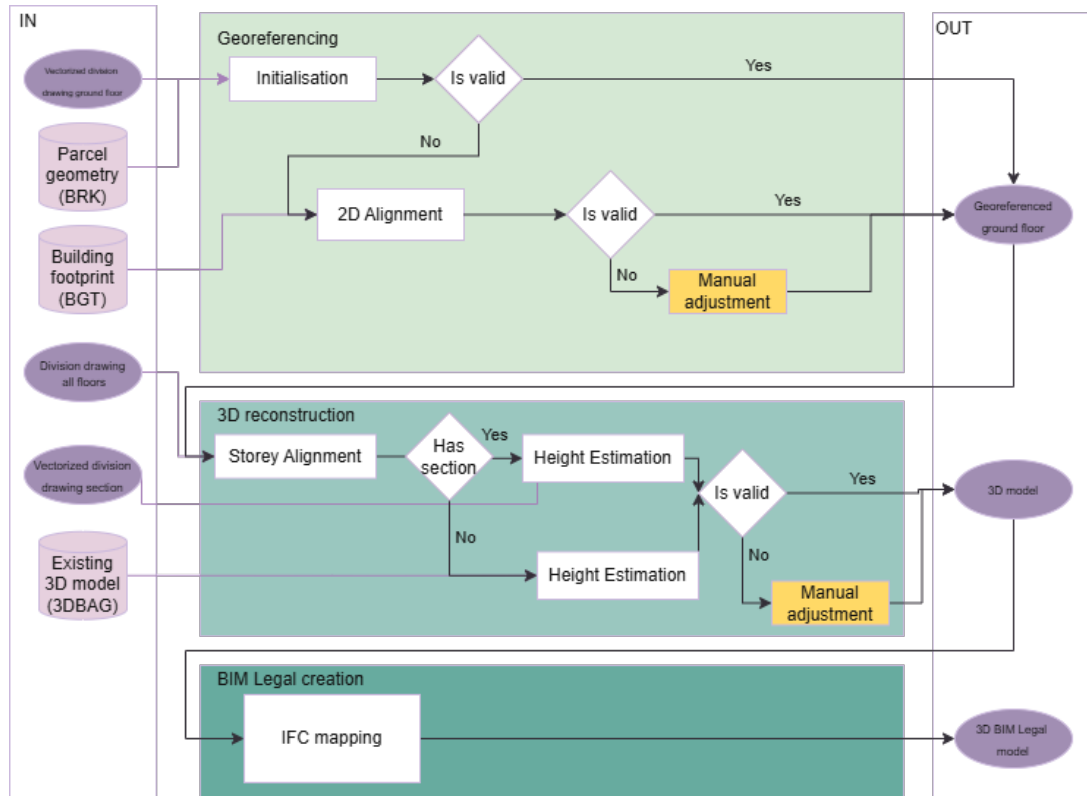 IN
OUT
Georeferencing
Vectorized division
drawing ground floor
Initialisation
Is valid
Yes
No
Parcel
geometry
(BRK)
2D Alignment
Is valid
Yes
Georeferenced
ground floor
Building
footprint
(BGT)
No
Manual
adjustment
Division drawing
all floors
3D reconstruction
Storey Alignment
Has
section
Yes
Height Estimation
Vectorized division
drawing section
Is valid
Yes
3D model
No
No
Existing
3D model
(3DBAG)
Height Estimation
Manual
adjustment
BIM Legal creation
IFC mapping
3D BIM Legal
model